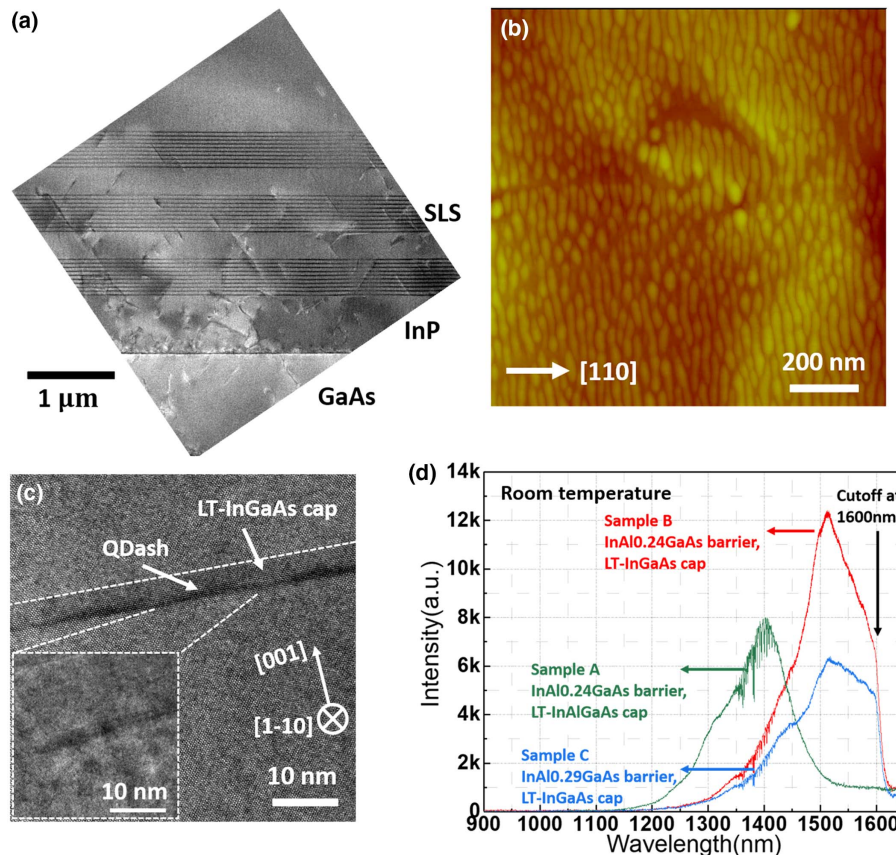 (a)
SLS
InP
GaAs
1 μm
(b)
[110]
200 nm
(c)
LT-InGaAs cap
QDash
[001]
[1-10]
10 nm
10 nm
(d)
14k
12k
10k
8k
6k
4k
2k
0
Intensity(a.u.)
Room temperature
Cutoff at
1600nm
Sample B
InAl0.24GaAs barrier,
LT-InGaAs cap
Sample A
InAl0.24GaAs barrier,
LT-InAlGaAs cap
Sample C
InAl0.29GaAs barrier,
LT-InGaAs cap
900 1000 1100 1200 1300 1400 1500 1600
Wavelength(nm)